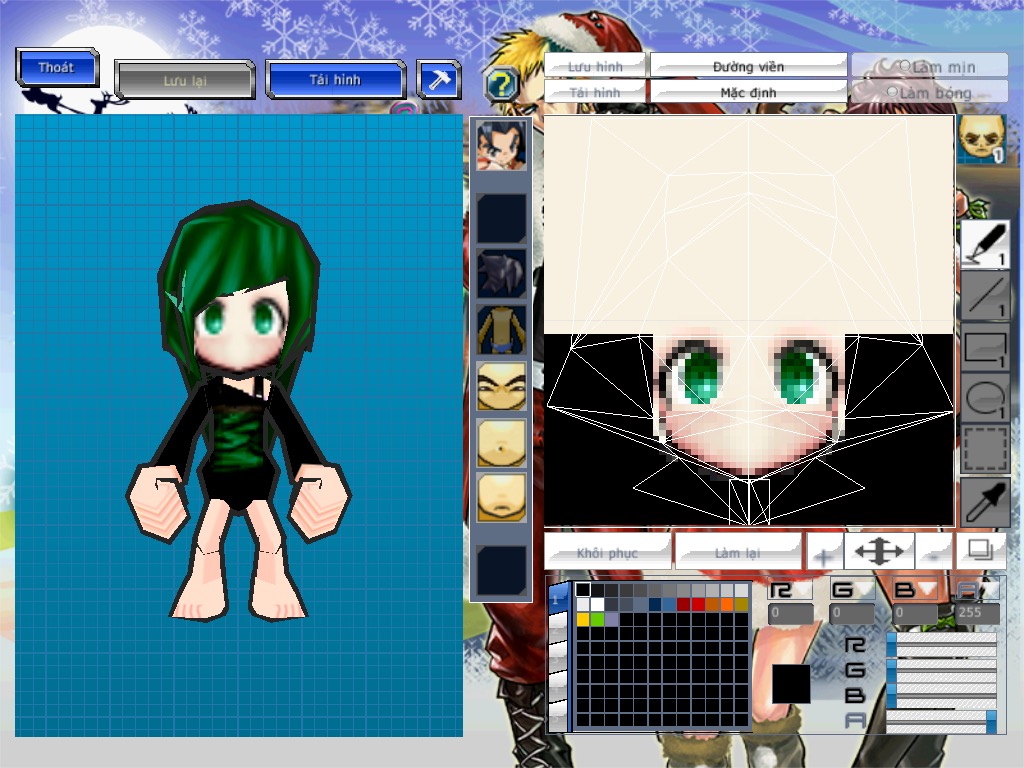 Thoát
Lưu lại
Tải hình
?
Lưu hình
Đường viền
Làm mịn
Tải hình
Mặc định
Làm bóng
1
1
1
1
1
Khôi phục
Làm lại
+
-
1
R
G
B
A
0
0
0
255
R
G
B
A